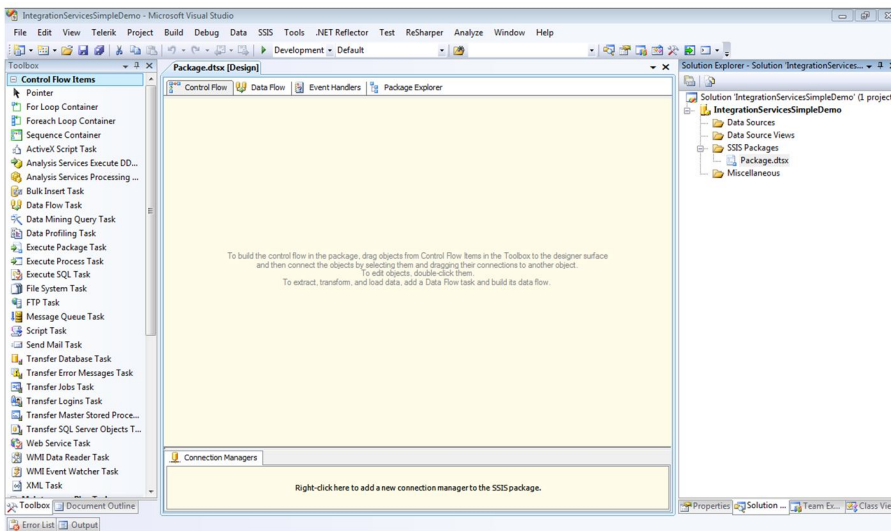 IntegrationServicesSimpleDemo - Microsoft Visual Studio
File Edit View Telerik Project Build Debug Data SSIS Tools .NET Reflector Test ReSharper Analyze Window Help
Development Default
Toolbox
Control Flow Items
Pointer
For Loop Container
Foreach Loop Container
Sequence Container
ActiveX Script Task
Analysis Services Execute DD...
Analysis Services Processing ...
Bulk Insert Task
Data Flow Task
Data Mining Query Task
Data Profiling Task
Execute Package Task
Execute Process Task
Execute SQL Task
File System Task
FTP Task
Message Queue Task
Script Task
Send Mail Task
Transfer Database Task
Transfer Error Messages Task
Transfer Jobs Task
Transfer Logins Task
Transfer Master Stored Proce...
Transfer SQL Server Objects T...
Web Service Task
WMI Data Reader Task
WMI Event Watcher Task
XML Task
Toolbox Document Outline
Error List Output
Package.dtsx [Design]
Control Flow Data Flow Event Handlers Package Explorer
To build the control flow in the package, drag objects from Control Flow Items in the Toolbox to the designer surface
and then connect the objects by selecting them and dragging their connections to another object.
To edit objects, double-click them.
To extract, transform, and load data, add a Data Flow task and build its data flow.
Connection Managers
Right-click here to add a new connection manager to the SSIS package.
Solution Explorer - Solution 'IntegrationServices...
Solution 'IntegrationServicesSimpleDemo' (1 project
IntegrationServicesSimpleDemo
Data Sources
Data Source Views
SSIS Packages
Package.dtsx
Miscellaneous
Properties Solution ... Team Ex... Class Vie